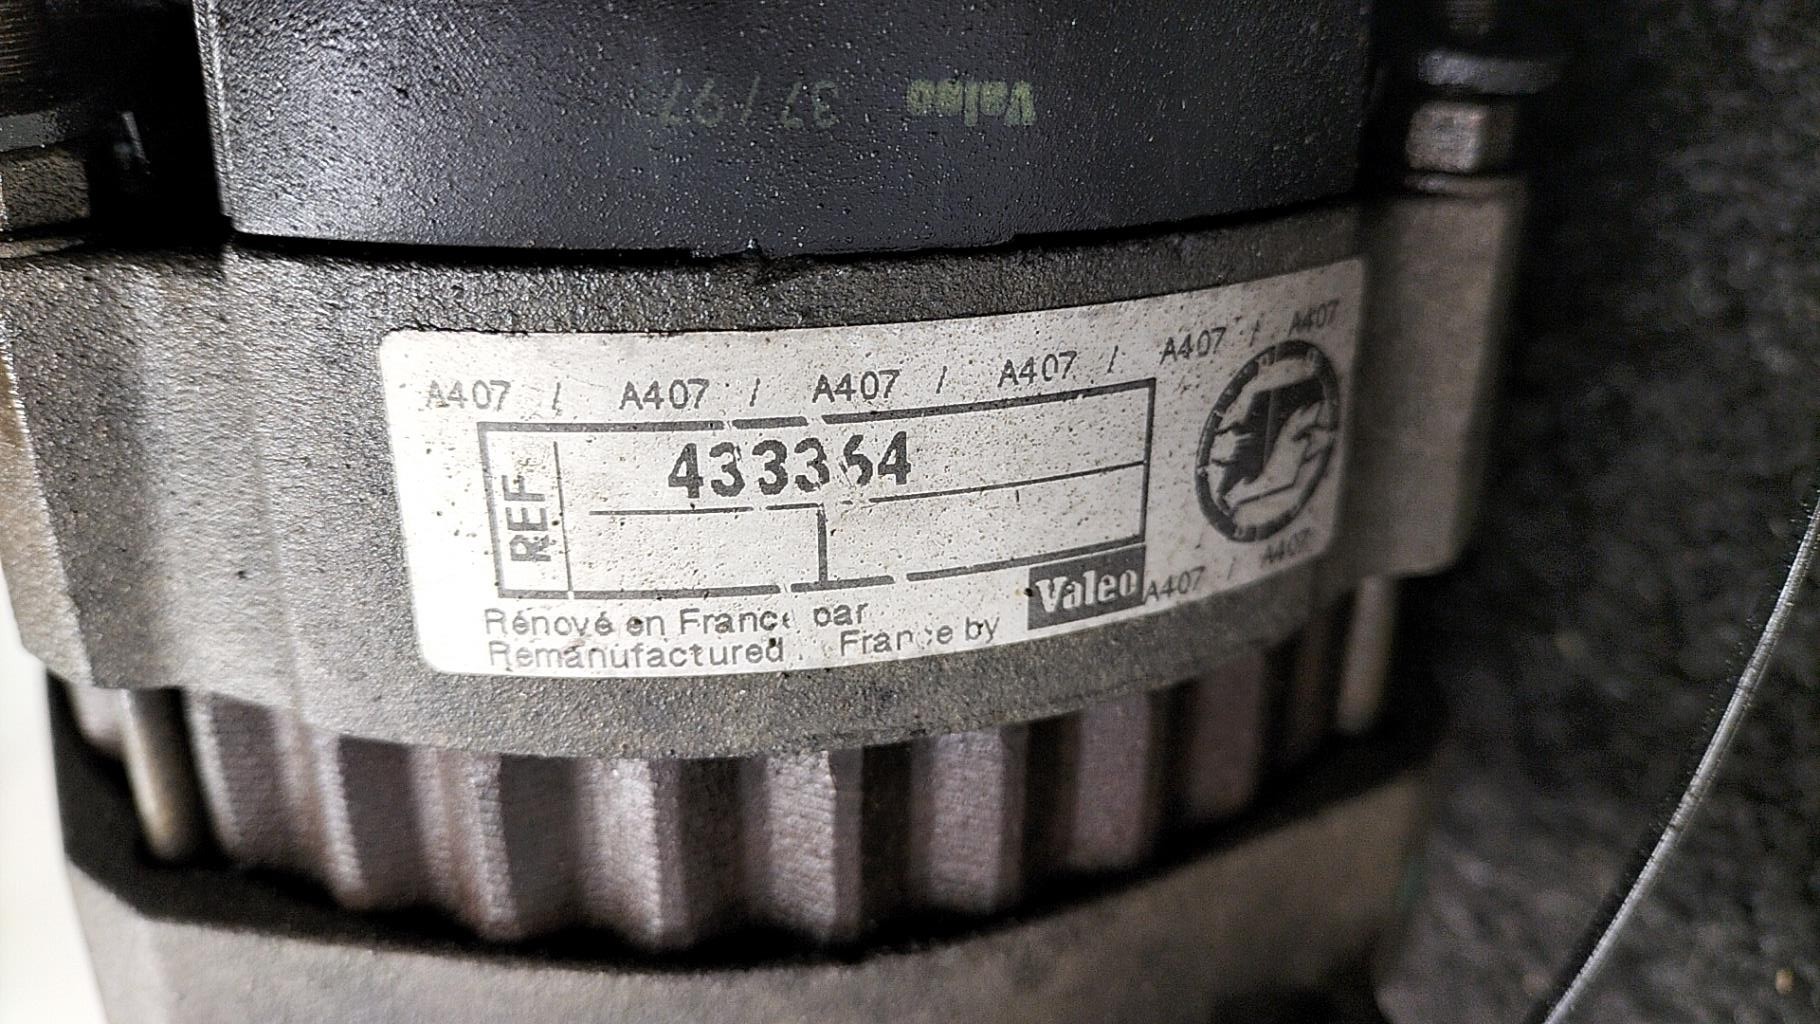 Valeo 37/97
A407 / A407 / A407 / A407 / A407 / A407
REF 433364
Rénové en France par
Remanufactured France by
Valeo
A407 / A407